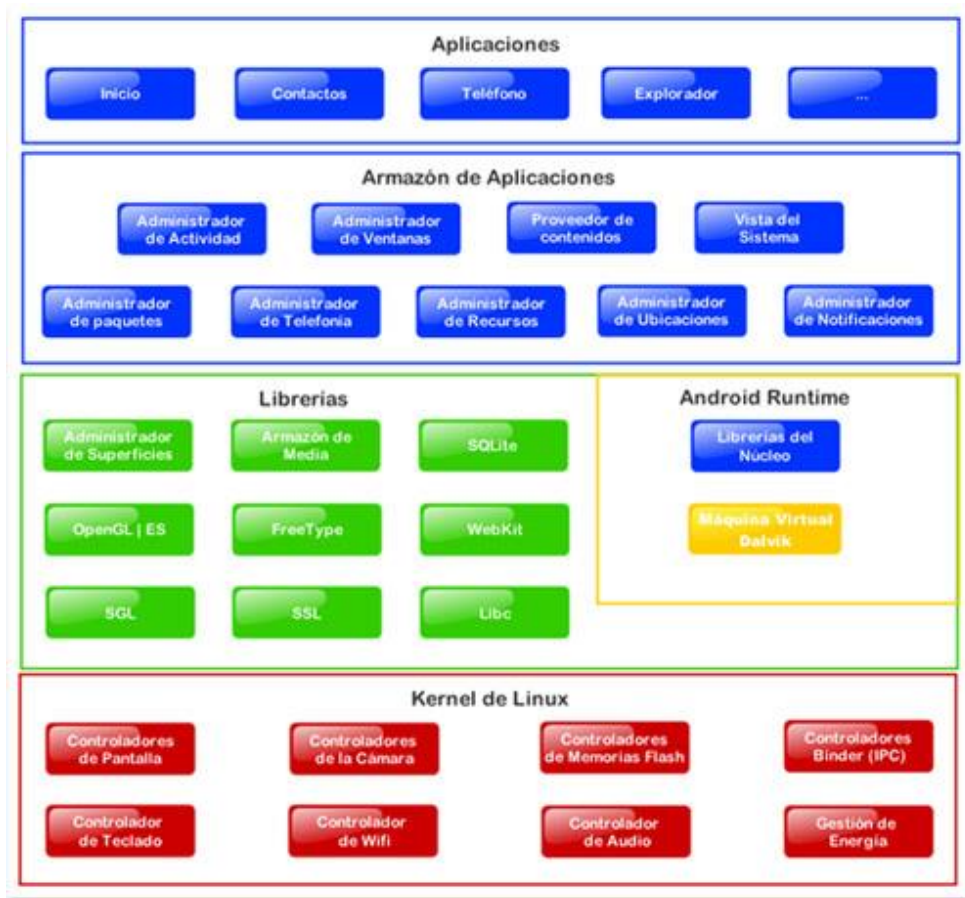 Aplicaciones
Inicio
Contactos
Teléfono
Explorador
...
Armazón de Aplicaciones
Administrador
de Actividad
Administrador
de Ventanas
Proveedor de
contenidos
Vista del
Sistema
Administrador
de paquetes
Administrador
de Telefonía
Administrador
de Recursos
Administrador
de Ubicaciones
Administrador
de Notificaciones
Librerías
Administrador
de Superficies
Armazón de
Media
SQLite
OpenGL | ES
FreeType
WebKit
SGL
SSL
Libc
Android Runtime
Librerías del
Núcleo
Máquina Virtual
Dalvik
Kernel de Linux
Controladores
de Pantalla
Controladores
de la Cámara
Controladores
de Memorias Flash
Controladores
Binder (IPC)
Controlador
de Teclado
Controlador
de Wifi
Controlador
de Audio
Gestión de
Energía